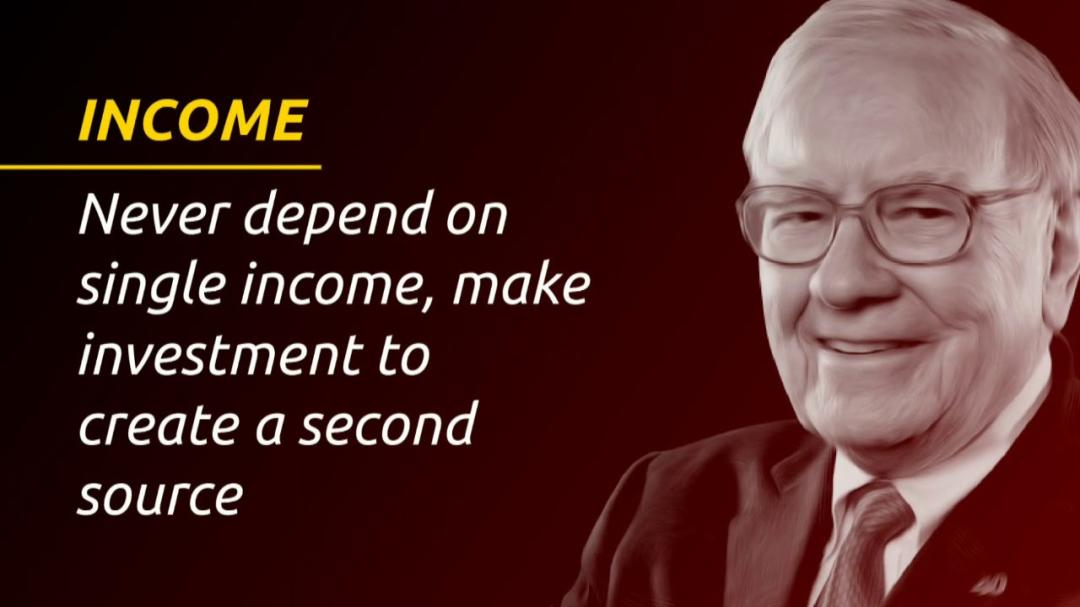 INCOME
Never depend on
single income, make
investment to
create a second
source